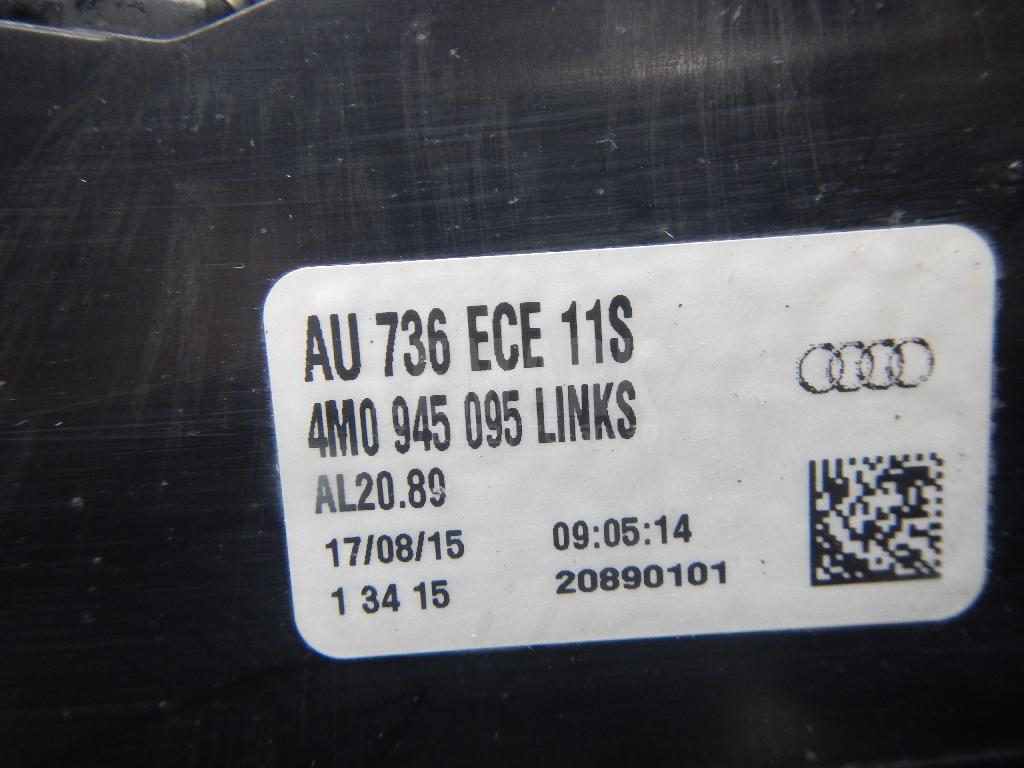 AU 736 ECE 11S
4M0 945 095 LINKS
AL20.89
17/08/15 09:05:14
1 34 15 20890101